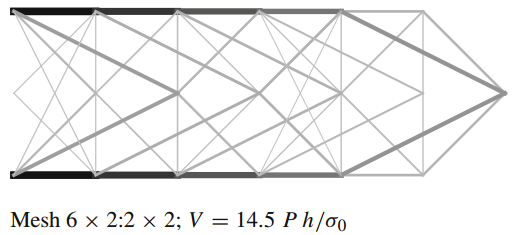 Mesh 6 × 2:2 × 2; V = 14.5 P h/σ₀